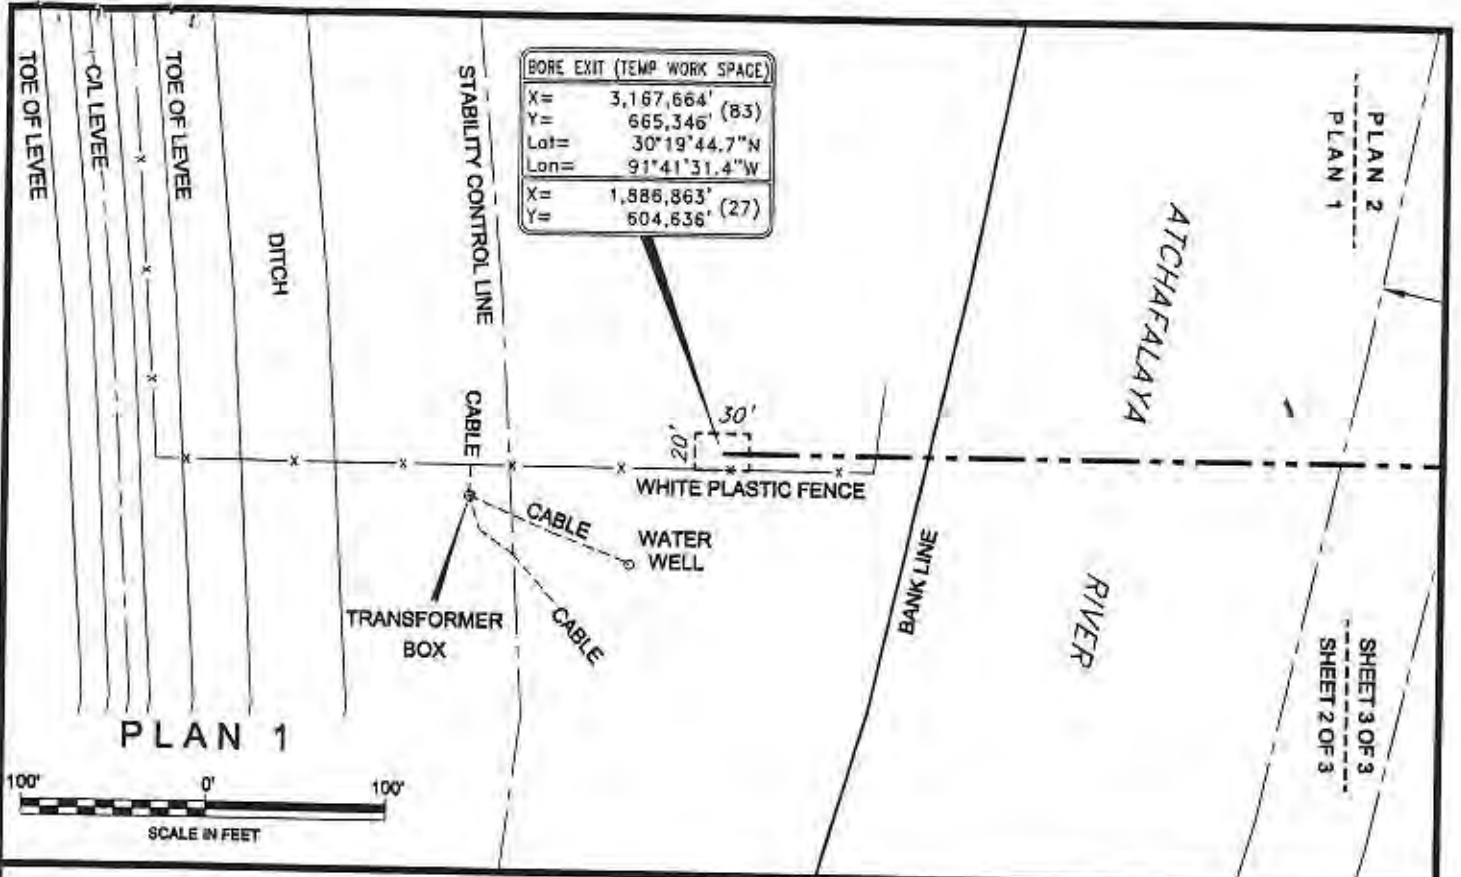 BORE EXIT (TEMP WORK SPACE)
X= 3,167,664' (83)
Y= 665,346'
Lat= 30°19'44.7"N
Lon= 91°41'31.4"W
X= 1,886,863' (27)
Y= 604,636'
TOE OF LEVEE
C/L LEVEE
TOE OF LEVEE
DITCH
STABILITY CONTROL LINE
PLAN 2
PLAN 1
ATCHAFALAYA
RIVER
CABLE
30'
20'
WHITE PLASTIC FENCE
CABLE
WATER
WELL
CABLE
TRANSFORMER
BOX
BANK LINE
SHEET 3 OF 3
SHEET 2 OF 3
PLAN 1
100' 0' 100'
SCALE IN FEET